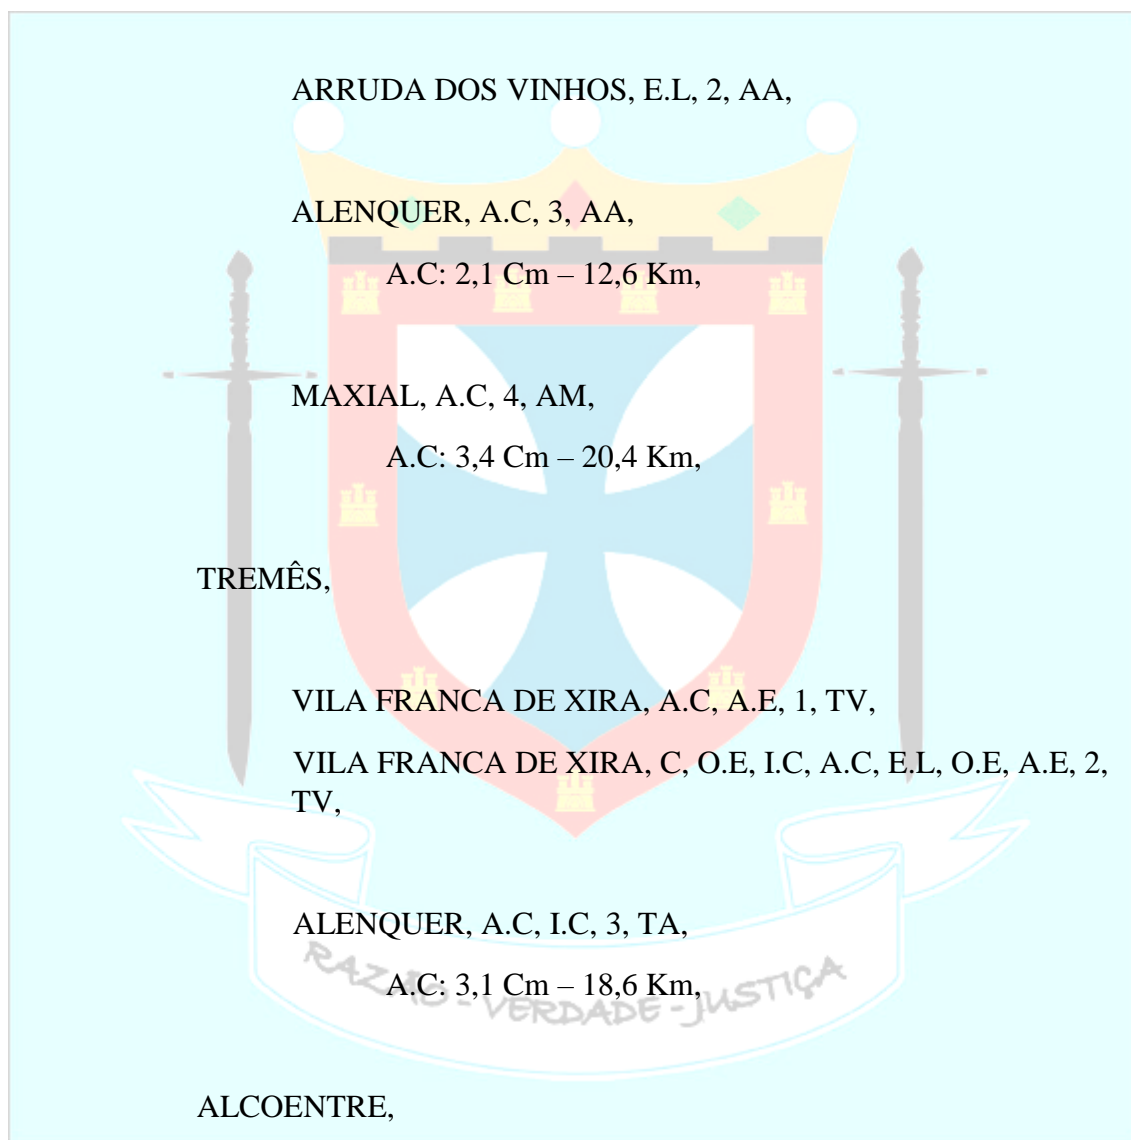 ARRUDA DOS VINHOS, E.L, 2, AA,
ALENQUER, A.C, 3, AA,
A.C: 2,1 Cm – 12,6 Km,
MAXIAL, A.C, 4, AM,
A.C: 3,4 Cm – 20,4 Km,
TREMÊS,
VILA FRANCA DE XIRA, A.C, A.E, 1, TV,
VILA FRANCA DE XIRA, C, O.E, I.C, A.C, E.L, O.E, A.E, 2,
TV,
ALENQUER, A.C, I.C, 3, TA,
A.C: 3,1 Cm – 18,6 Km,
RAZÃO - VERDADE - JUSTIÇA
ALCOENTRE,